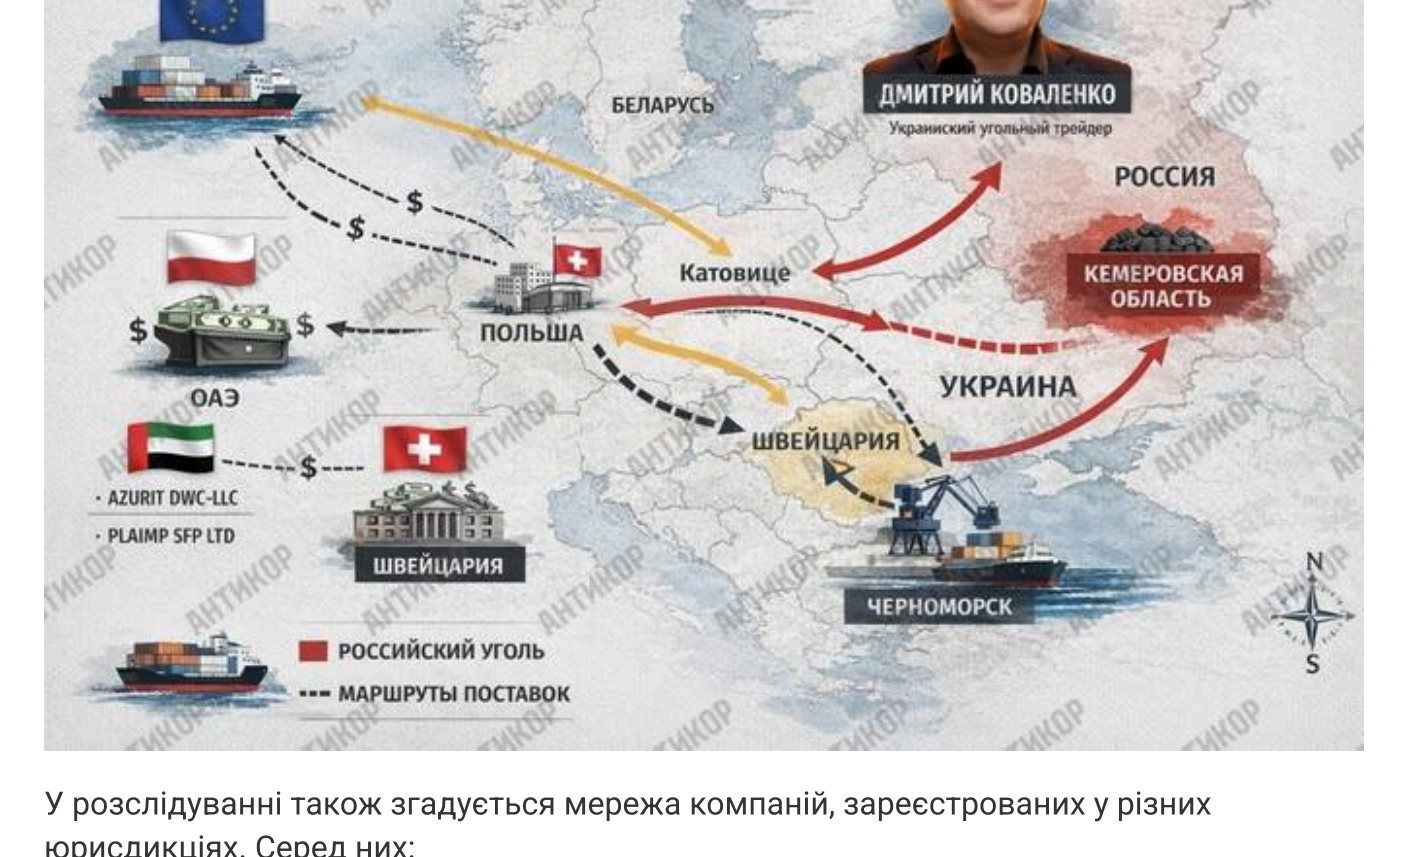 БЕЛАРУСЬ
ДМИТРИЙ КОВАЛЕНКО
Украинский угольный трейдер
РОССИЯ
$
$
Катовице
КЕМЕРОВСКАЯ
ОБЛАСТЬ
$
$
ПОЛЬША
ОАЭ
УКРАИНА
ШВЕЙЦАРИЯ
$
• AZURIT DWC-LLC
• PLAIMP SFP LTD
ШВЕЙЦАРИЯ
ЧЕРНОМОРСК
N
S
РОССИЙСКИЙ УГОЛЬ
МАРШРУТЫ ПОСТАВОК
АНТИКОР
У розслідуванні також згадується мережа компаній, зареєстрованих у різних
юрисдикціях. Серед них: